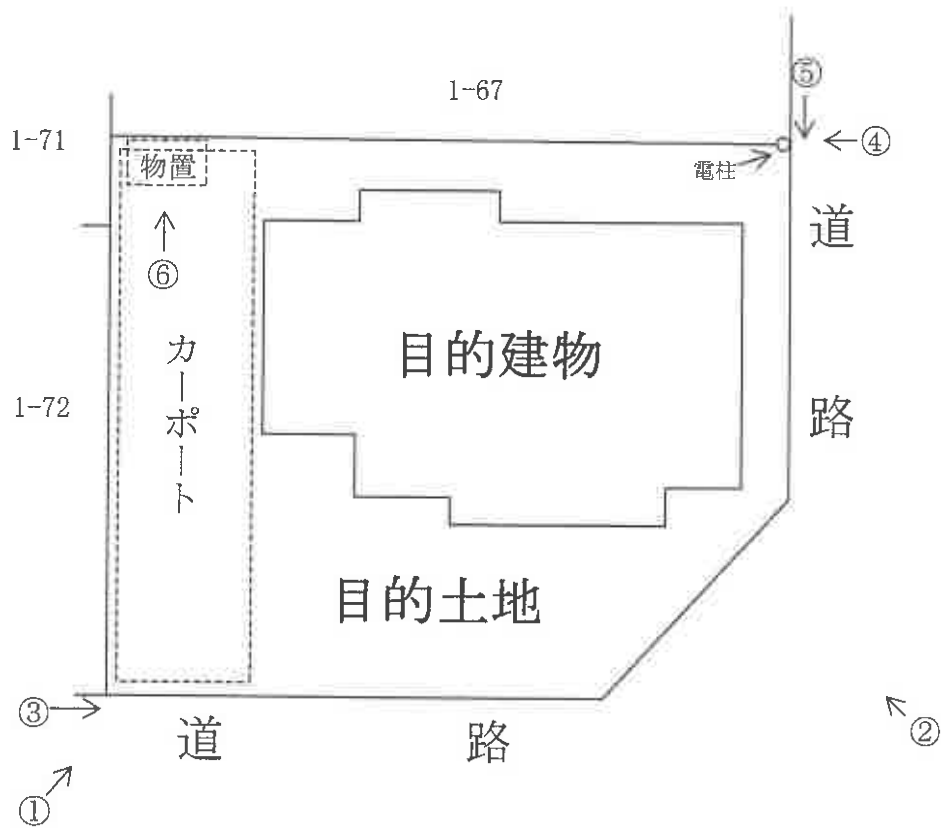 1-67
⑤
1-71
④
物置
電柱
道
⑥
カーポート
目的建物
1-72
路
目的土地
③
道 路
②
①